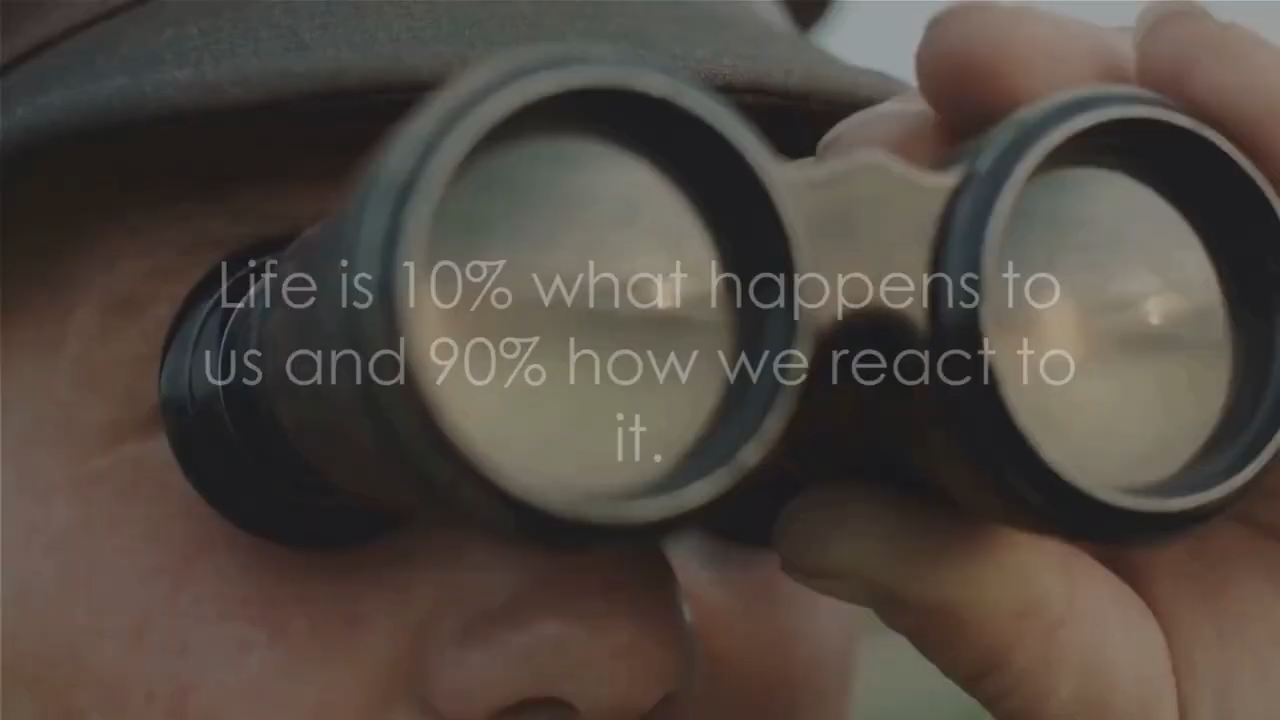 Life is 10% what happens to
us and 90% how we react to
it.